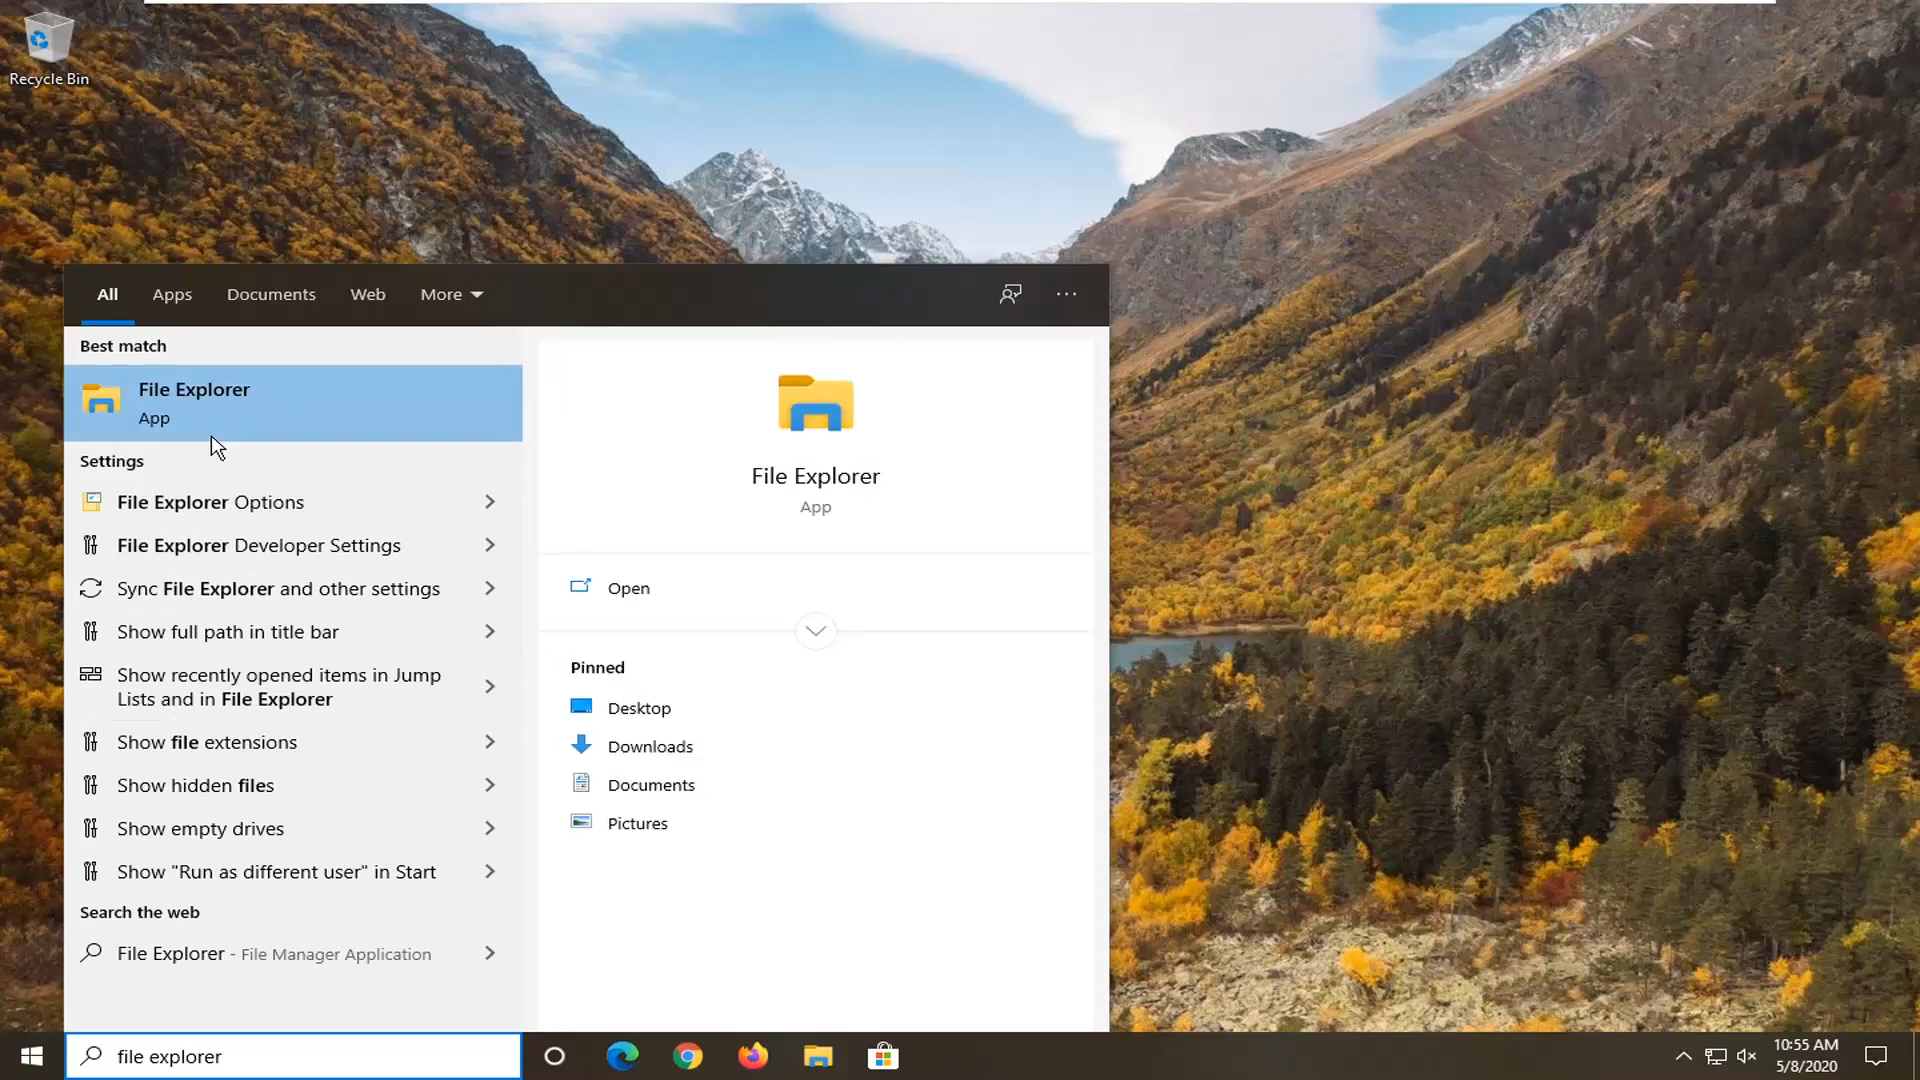 Recycle Bin
All
Apps
Documents
Web
More
Best match
File Explorer
App
Settings
File Explorer Options
File Explorer Developer Settings
Sync File Explorer and other settings
Show full path in title bar
Show recently opened items in Jump
Lists and in File Explorer
Show file extensions
Show hidden files
Show empty drives
Show "Run as different user" in Start
Search the web
File Explorer - File Manager Application
File Explorer
App
Open
Pinned
Desktop
Downloads
Documents
Pictures
file explorer
10:55 AM
5/8/2020